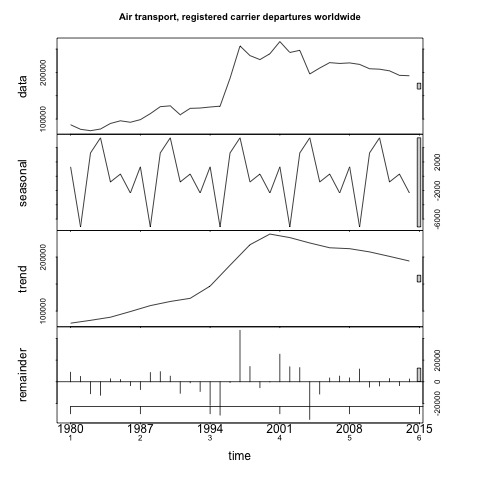 Air transport, registered carrier departures worldwide
data
100000 200000
seasonal
-6000 -2000 2000
trend
100000 200000
remainder
-20000 0 20000
1980 1987 1994 2001 2008 2015
1 2 3 4 5 6
time